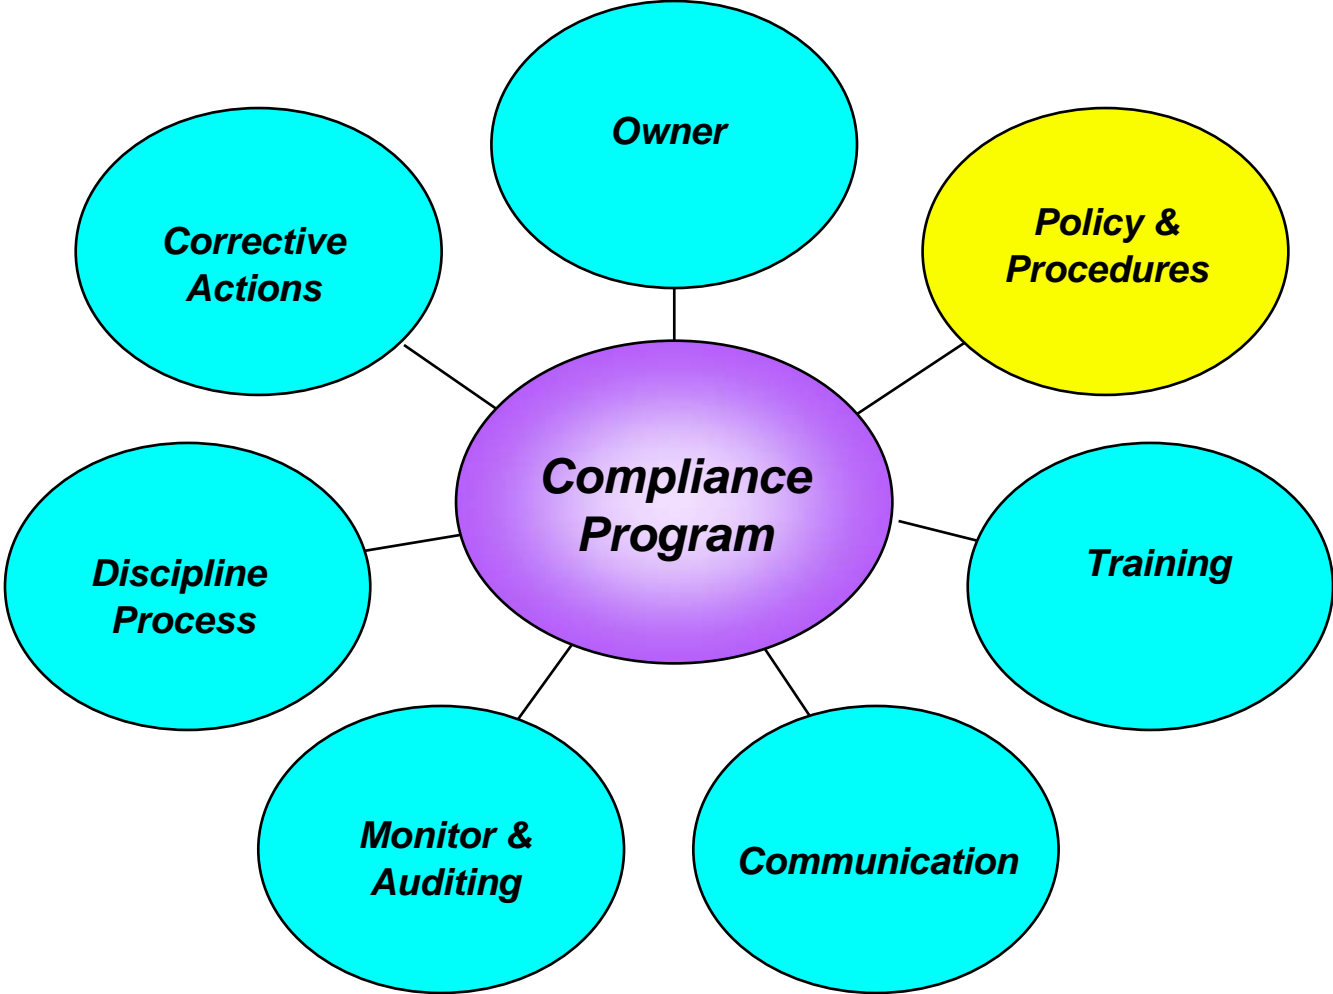 Owner
Policy &
Procedures
Corrective
Actions
Compliance
Program
Training
Discipline
Process
Monitor &
Auditing
Communication